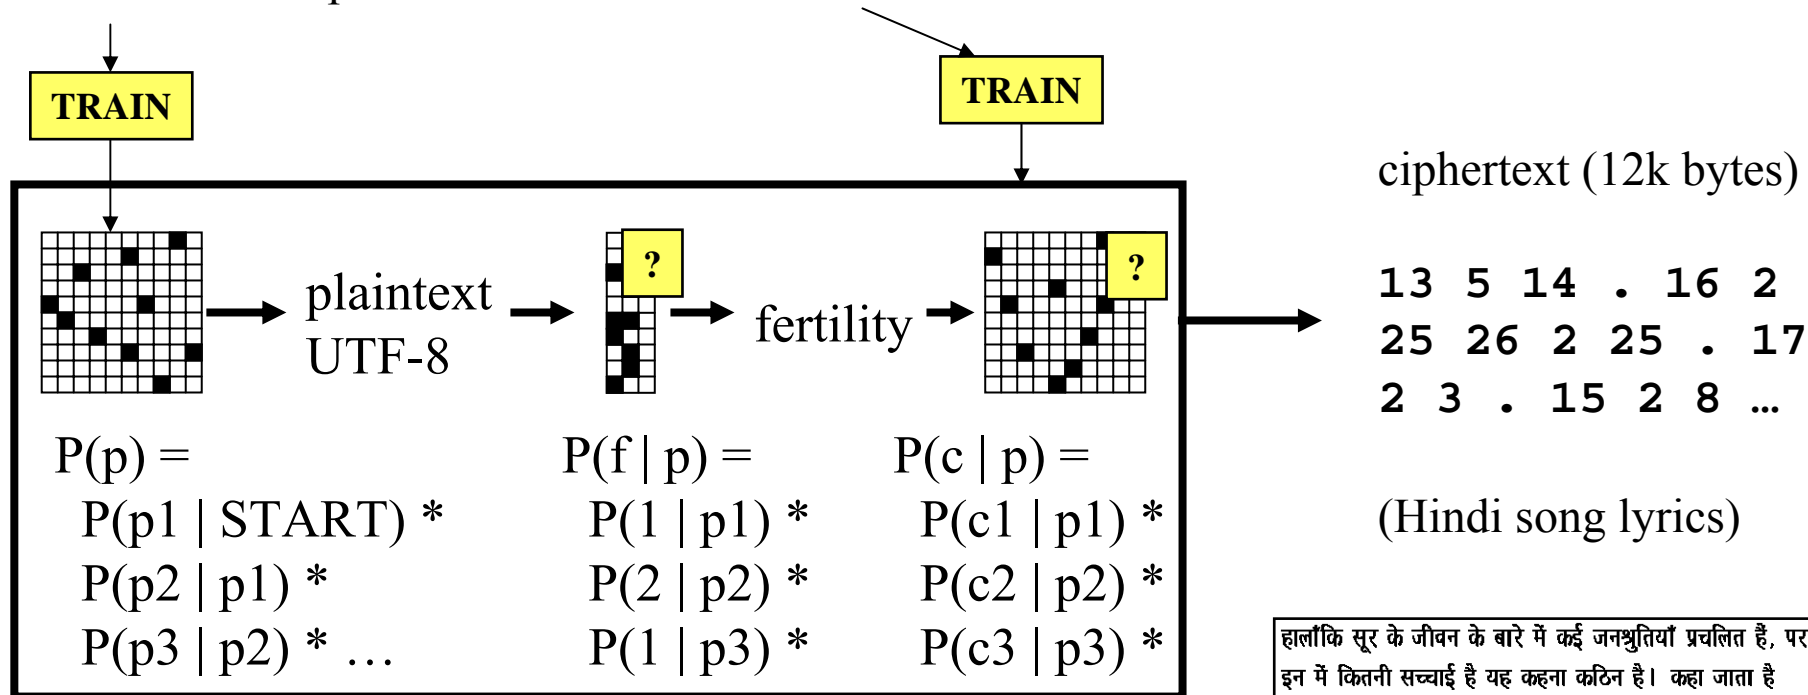 TRAIN
TRAIN
ciphertext (12k bytes)
?
?
plaintext
UTF-8
fertility
13 5 14 . 16 2
25 26 2 25 . 17
2 3 . 15 2 8 …
P(p) =
P(p1 | START) *
P(p2 | p1) *
P(p3 | p2) * …
P(f | p) =
P(1 | p1) *
P(2 | p2) *
P(1 | p3) *
P(c | p) =
P(c1 | p1) *
P(c2 | p2) *
P(c3 | p3) *
(Hindi song lyrics)
हालाँकि सूर के जीवन के बारे में कई जनश्रुतियाँ प्रचलित हैं, पर
इन में कितनी सच्चाई है यह कहना कठिन है। कहा जाता है